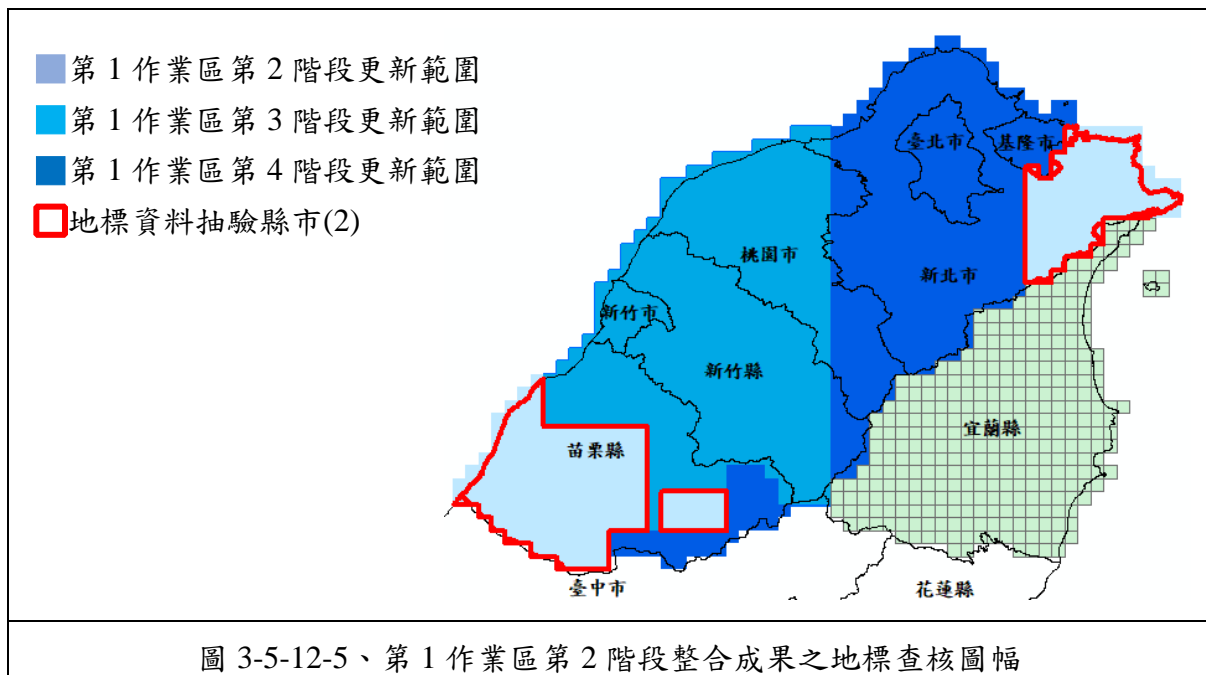 第 1 作業區第 2 階段更新範圍
第 1 作業區第 3 階段更新範圍
第 1 作業區第 4 階段更新範圍
地標資料抽驗縣市(2)
臺北市
基隆市
桃園市
新北市
新竹市
新竹縣
宜蘭縣
苗栗縣
臺中市
花蓮縣
圖 3-5-12-5、第 1 作業區第 2 階段整合成果之地標查核圖幅